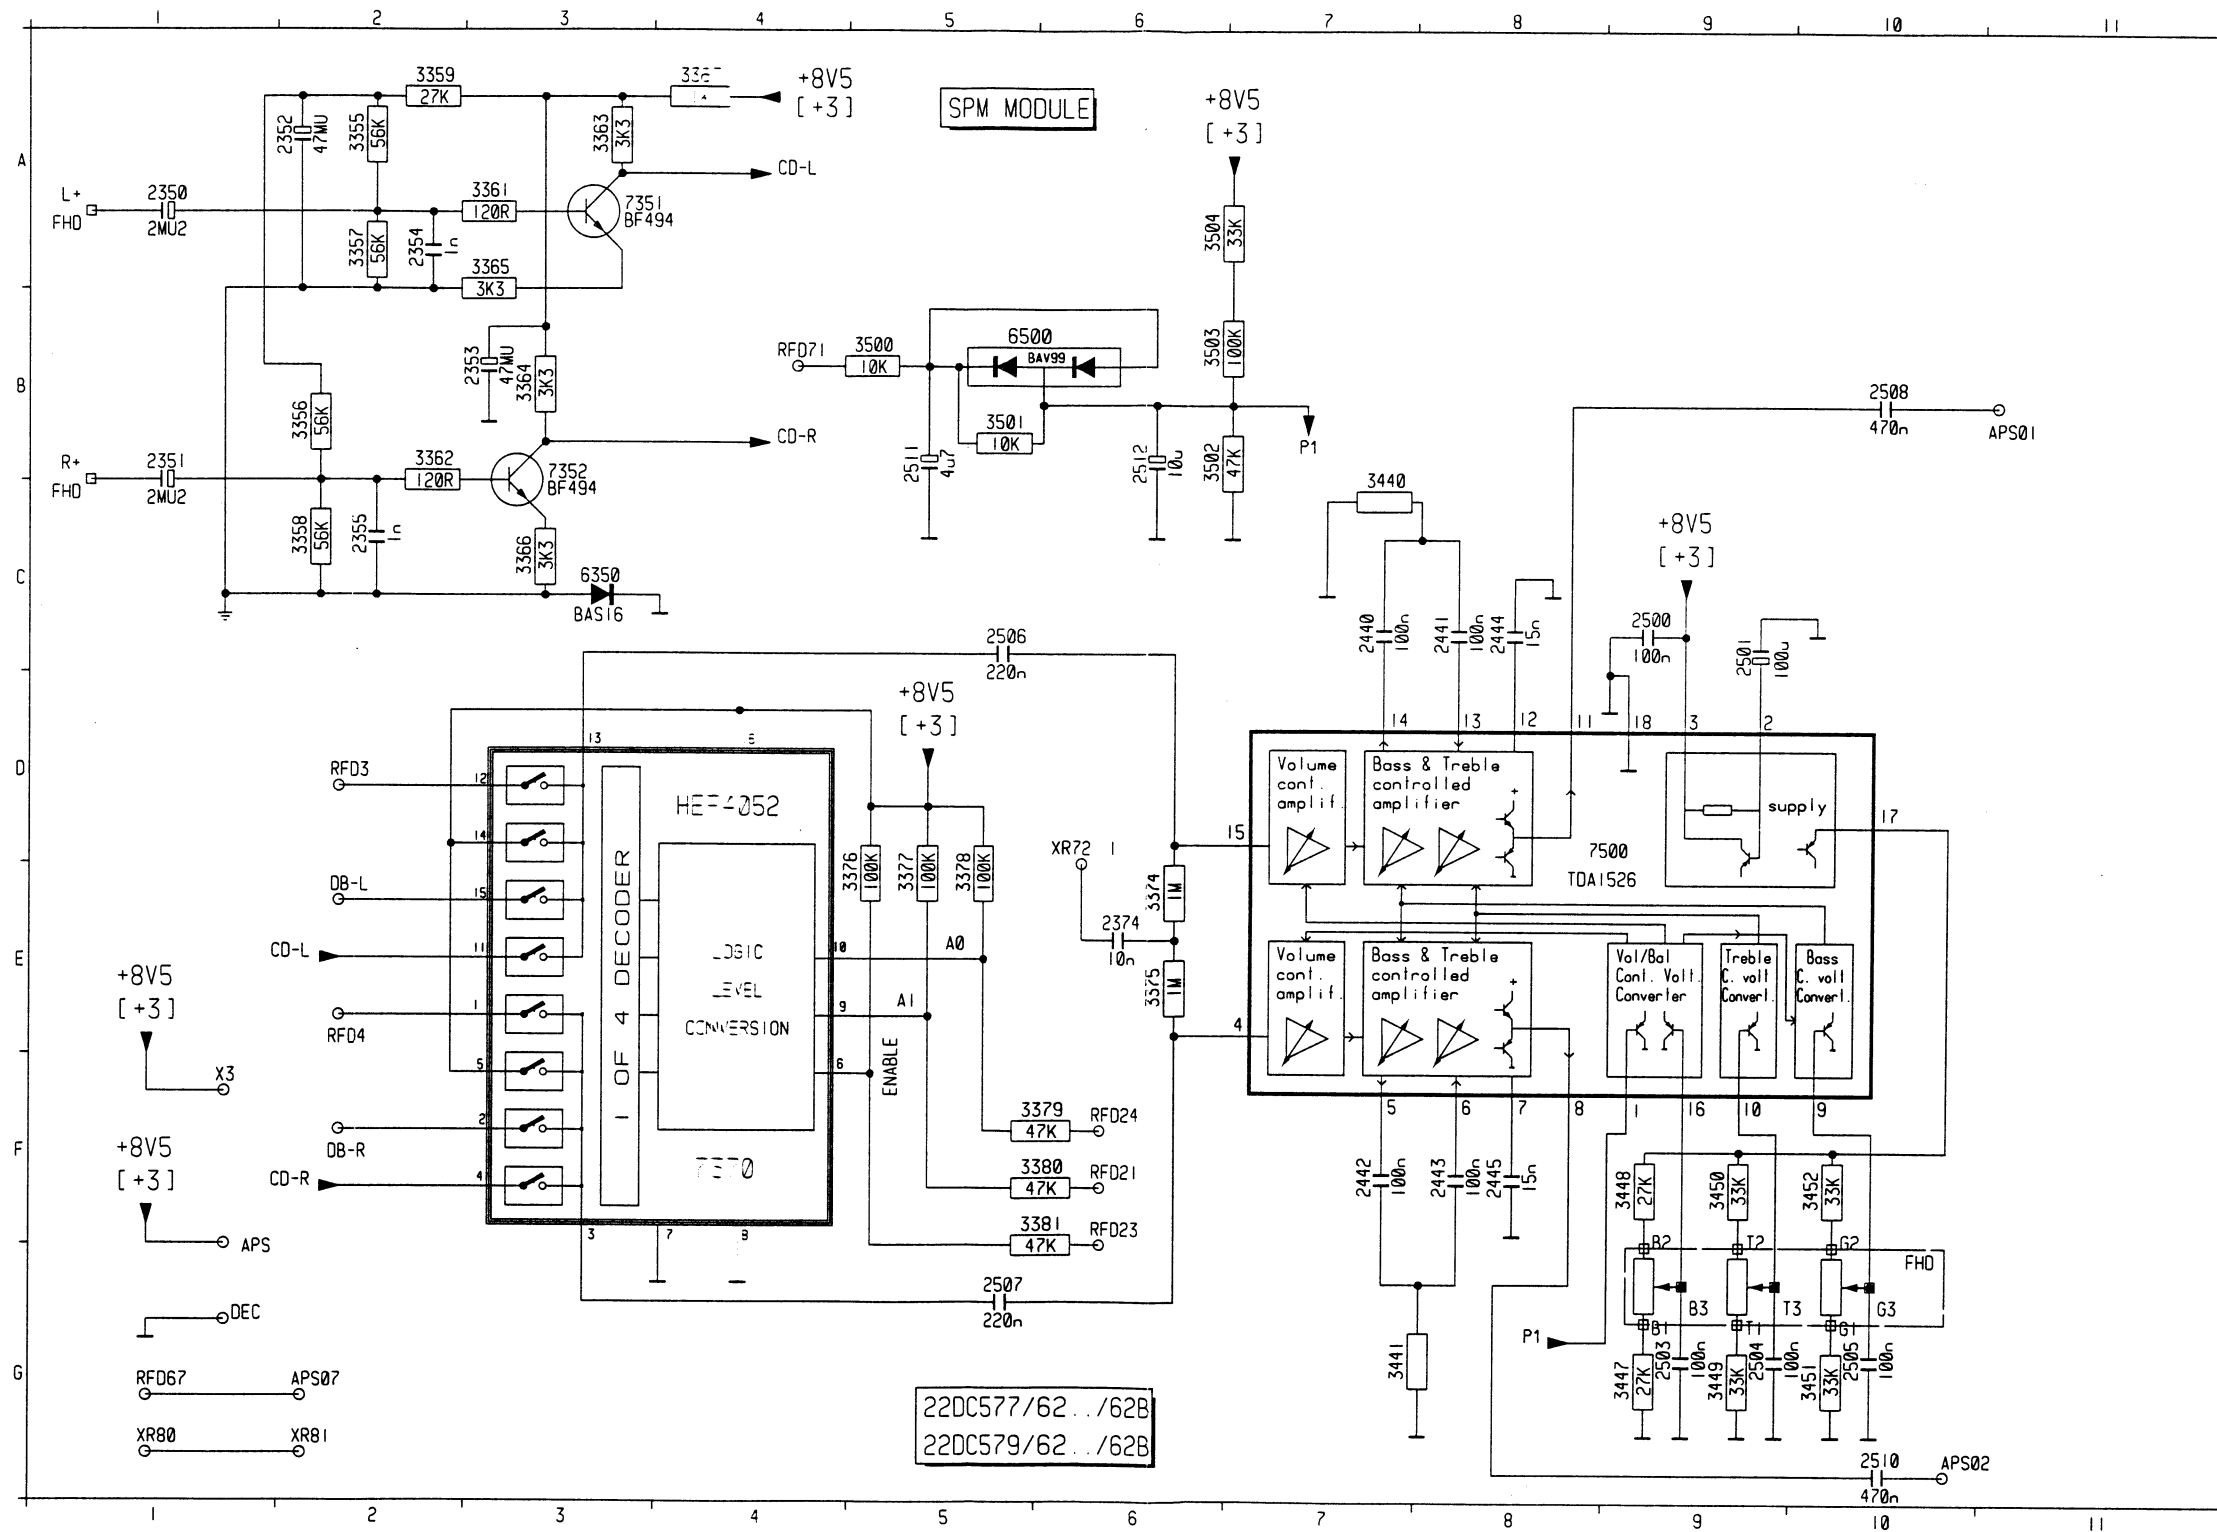 1 2 3 4 5 6 7 8 9 10 11
A
B
C
D
E
F
G
SPM MODULE
+8V5
[+3]
3359
27K
2352
47MU
3355
56K
3363
3K3
CD-L
L+
FHD
2350
2MU2
3361
120R
7351
BF494
3357
56K
2354
1n
3365
3K3
2353
47MU
3364
3K3
3356
56K
CD-R
R+
FHD
2351
2MU2
3362
120R
7352
BF494
3358
56K
2355
1n
3366
3K3
6350
BAS16
+8V5
[+3]
3504
33K
3503
100K
RFD71
3500
10K
6500
BAV99
3501
10K
2511
4u7
2512
10u
3502
47K
P1
2508
470n
APS01
3440
2440
100n
2441
100n
2444
15n
+8V5
[+3]
2500
100n
2501
100u
2506
220n
+8V5
[+3]
14 13 12 11 18 3 2
13
RFD3
12
14
DB-L
15
CD-L
11
RFD4
1
5
DB-R
2
CD-R
4
3 7 8
1 OF 4 DECODER
LEVEL
CONVERSION
10
9
6
A0
A1
ENABLE
3376
100K
3377
100K
3378
100K
3379
47K
RFD24
3380
47K
RFD21
3381
47K
RFD23
2507
220n
XR72
2374
10n
3374
1M
3375
1M
15
4
Volume
cont.
amplif.
Bass & Treble
controlled
amplifier
supply
17
7500
TDA1526
Volume
cont.
amplif.
Bass & Treble
controlled
amplifier
Vol/Bal
Cont. Volt.
Converter
Treble
C. volt
Convert.
Bass
C. volt
Convert.
5 6 7 8 1 16 10 9
2442
100n
2443
100n
2445
15n
3441
3448
27K
3450
33K
3452
33K
B2 T2 G2
FHD
B3 T3 G3
B1 T1 G1
P1
3447
27K
2503
100n
3449
33K
2504
100n
3451
33K
2505
100n
2510
470n
APS02
+8V5
[+3]
X3
+8V5
[+3]
APS
DEC
RFD67 APS07
XR80 XR81
22DC577/62../62B
22DC579/62../62B
1 2 3 4 5 6 7 8 9 10 11